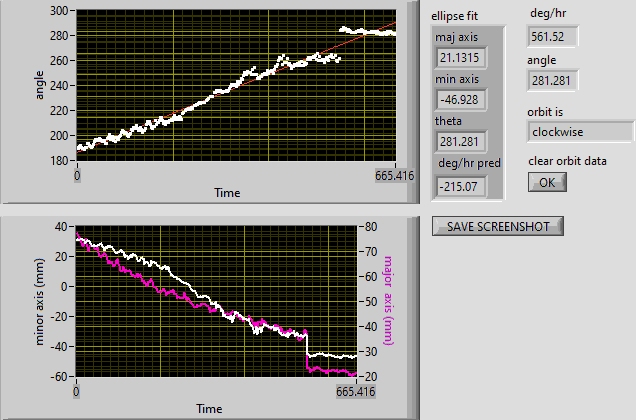 300
280
260
240
220
200
180
angle
0
665.416
Time
ellipse fit
maj axis
21.1315
min axis
-46.928
theta
281.281
deg/hr pred
-215.07
deg/hr
561.52
angle
281.281
orbit is
clockwise
clear orbit data
OK
SAVE SCREENSHOT
40
20
0
-20
-40
-60
minor axis (mm)
80
70
60
50
40
30
20
major axis (mm)
0
665.416
Time